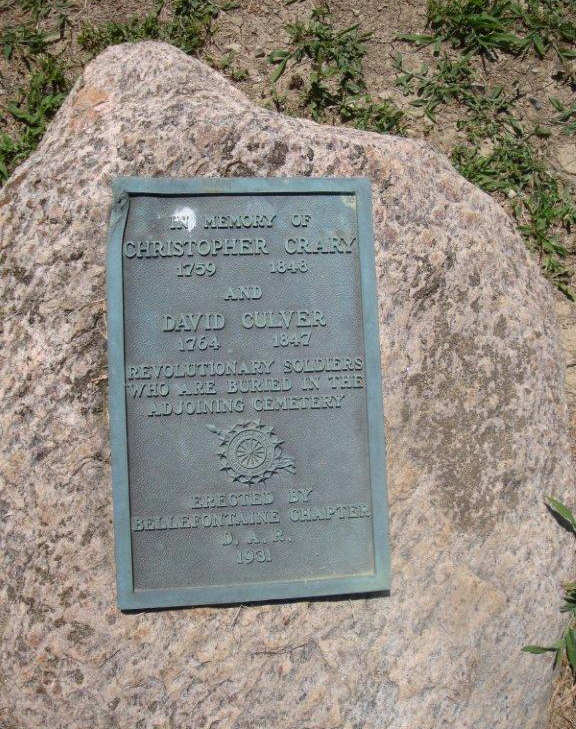 IN MEMORY OF
CHRISTOPHER CRARY
1759 1848
AND
DAVID CULVER
1764 1847
REVOLUTIONARY SOLDIERS
WHO ARE BURIED IN THE
ADJOINING CEMETERY
ERECTED BY
BELLEFONTAINE CHAPTER
D. A. R.
1931